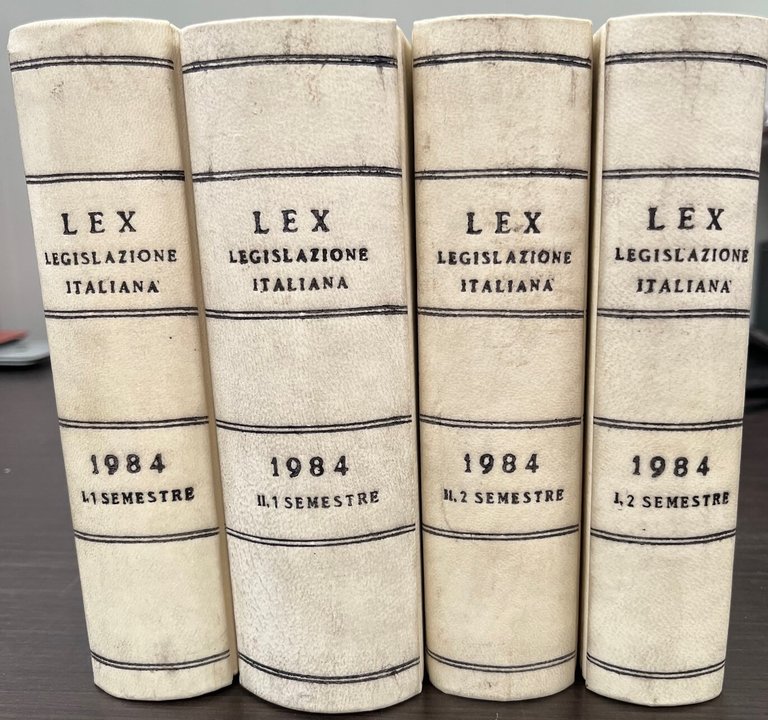 LEX
LEGISLAZIONE
ITALIANA
1984
I.1 SEMESTRE
LEX
LEGISLAZIONE
ITALIANA
1984
II.1 SEMESTRE
LEX
LEGISLAZIONE
ITALIANA
1984
II.2 SEMESTRE
LEX
LEGISLAZIONE
ITALIANA
1984
I.2 SEMESTRE